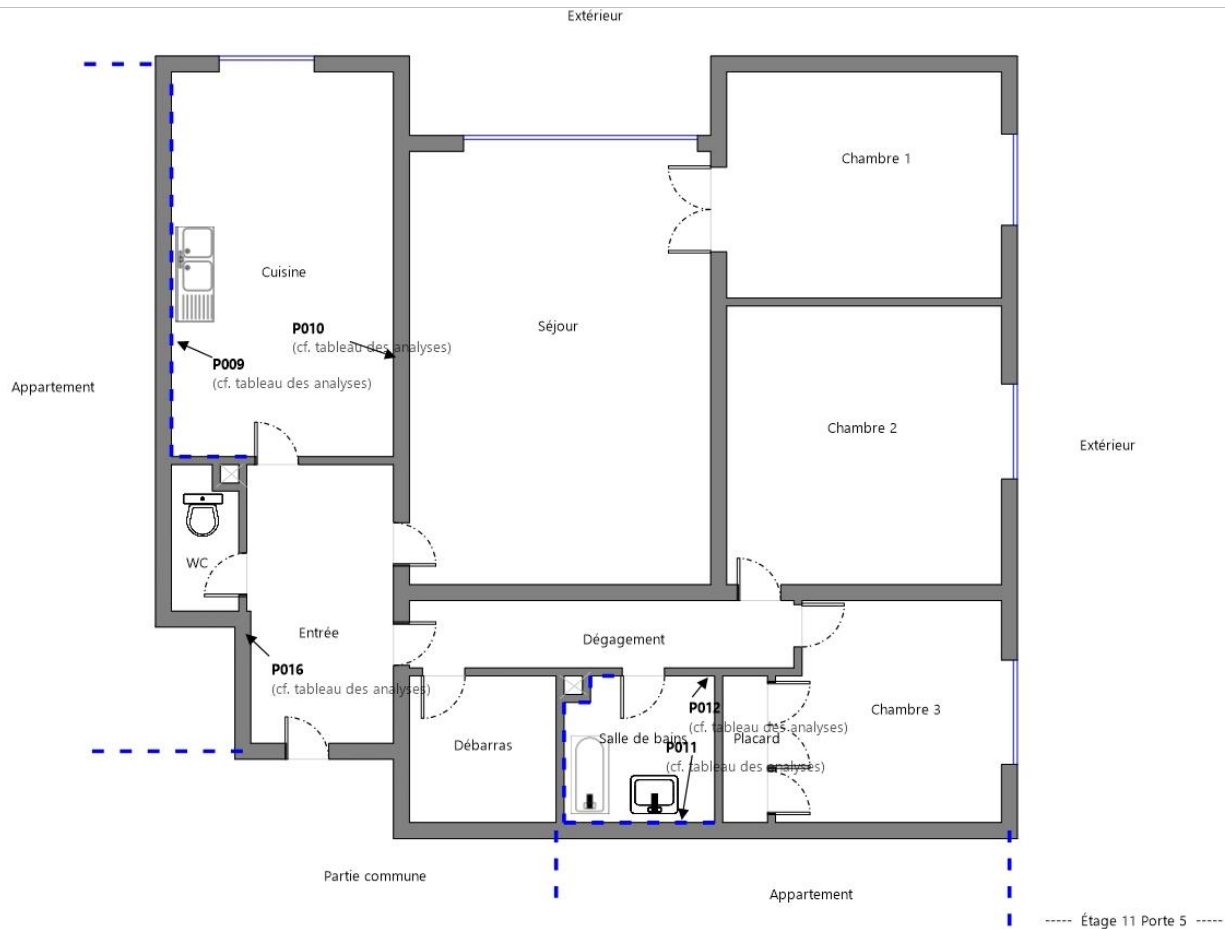 Extérieur
Chambre 1
Cuisine
Séjour
P010
(cf. tableau des analyses)
P009
(cf. tableau des analyses)
Appartement
Chambre 2
Extérieur
WC
Entrée
Dégagement
P016
(cf. tableau des analyses)
P012
(cf. tableau des analyses)
Chambre 3
Débarras
Salle de bains
Placard
P011
(cf. tableau des analyses)
Partie commune
Appartement
----- Étage 11 Porte 5 -----